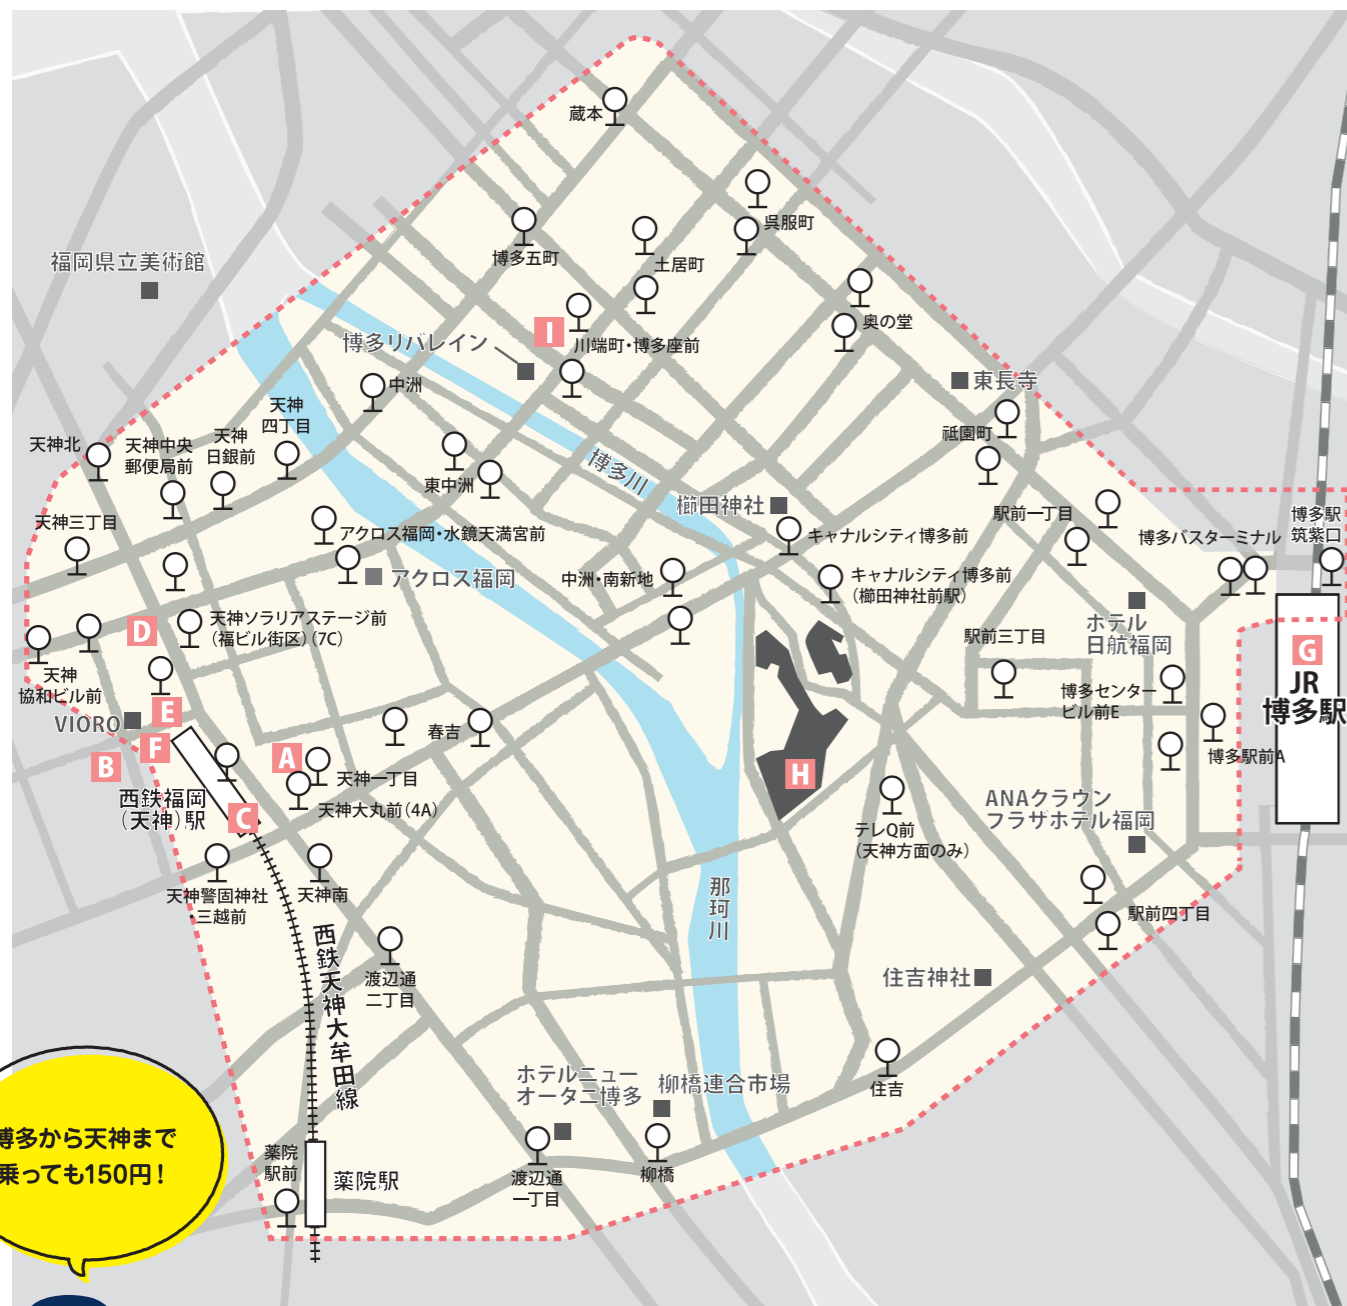 蔵本
呉服町
博多五町
土居町
福岡県立美術館
奥の堂
博多リバレイン
I
川端町・博多座前
東長寺
中洲
天神
四丁目
祇園町
天神北
天神中央
郵便局前
天神
日銀前
東中洲
博多川
櫛田神社
駅前一丁目
博多駅
筑紫口
天神三丁目
アクロス福岡・水鏡天満宮前
キャナルシティ博多前
博多バスターミナル
アクロス福岡
中洲・南新地
キャナルシティ博多前
(櫛田神社前駅)
D
天神ソラリアステージ前
(福ビル街区)(7C)
駅前三丁目
ホテル
日航福岡
G
JR
博多駅
天神
協和ビル前
博多センター
ビル前E
VIORO
E
F
春吉
B
A
天神一丁目
H
博多駅前A
西鉄福岡
(天神)駅
C
天神大丸前(4A)
ANAクラウン
プラザホテル福岡
テレQ前
(天神方面のみ)
天神警固神社
・三越前
天神南
那珂川
駅前四丁目
西鉄天神大牟田線
渡辺通
二丁目
住吉神社
ホテルニュー
オータニ博多
柳橋連合市場
住吉
博多から天神まで
乗っても150円!
薬院
駅前
薬院駅
渡辺通
一丁目
柳橋